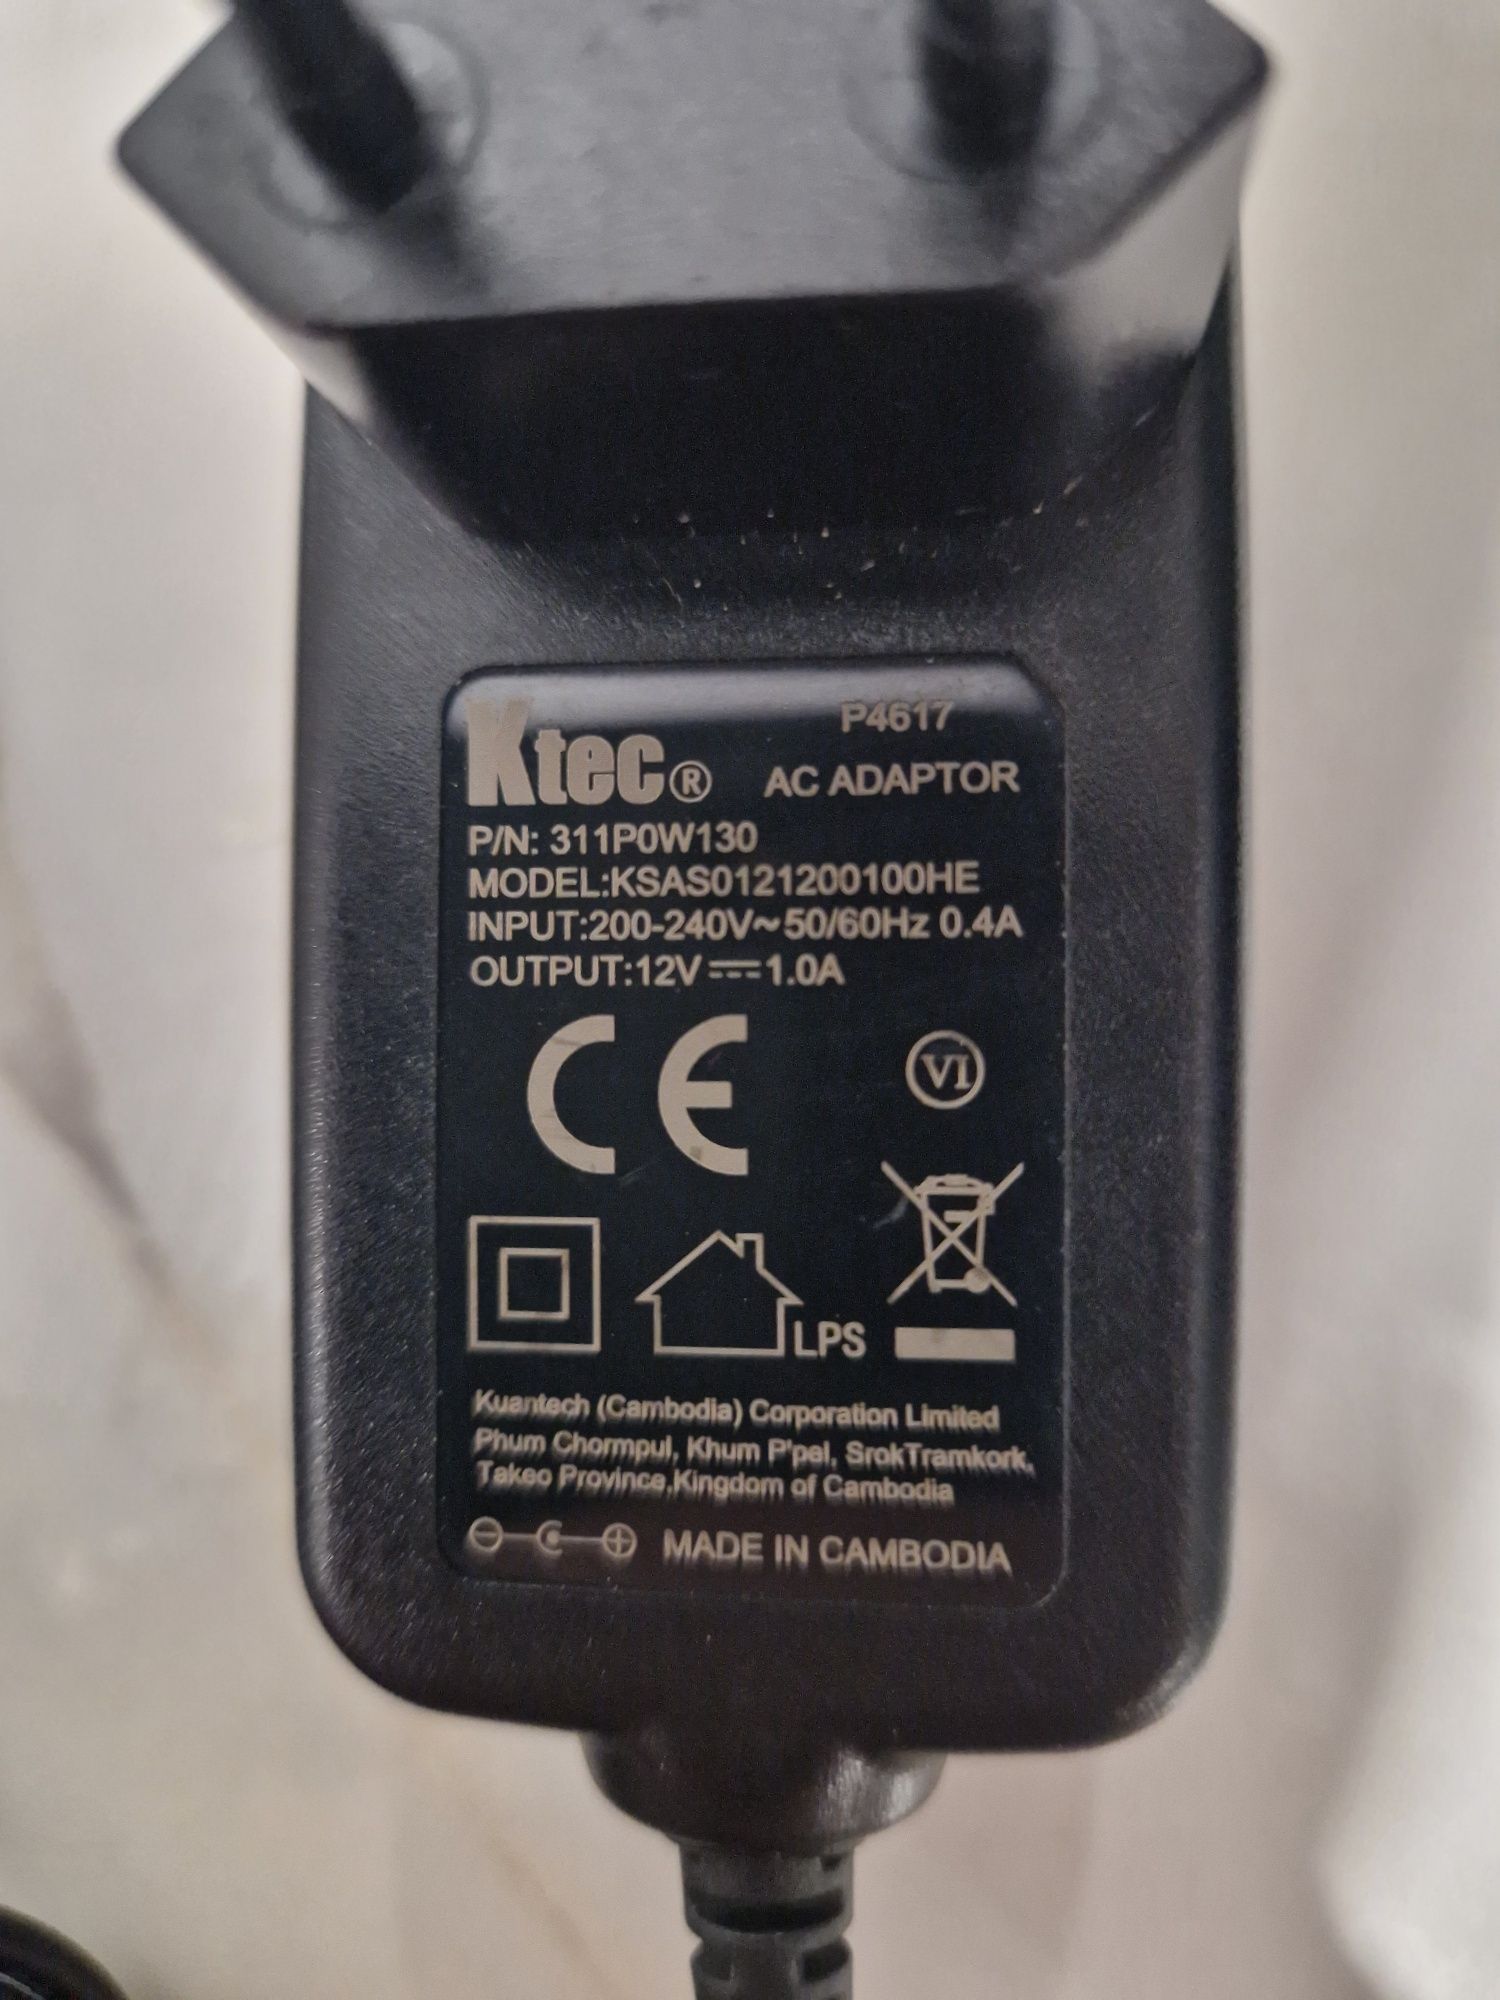 P4617
Ktec® AC ADAPTOR
P/N: 311P0W130
MODEL:KSAS0121200100HE
INPUT:200-240V~50/60Hz 0.4A
OUTPUT:12V⎓1.0A
CE
VI
LPS
Kuantech (Cambodia) Corporation Limited
Phum Chormpul, Khum P'pel, SrokTramkork,
Takeo Province,Kingdom of Cambodia
MADE IN CAMBODIA